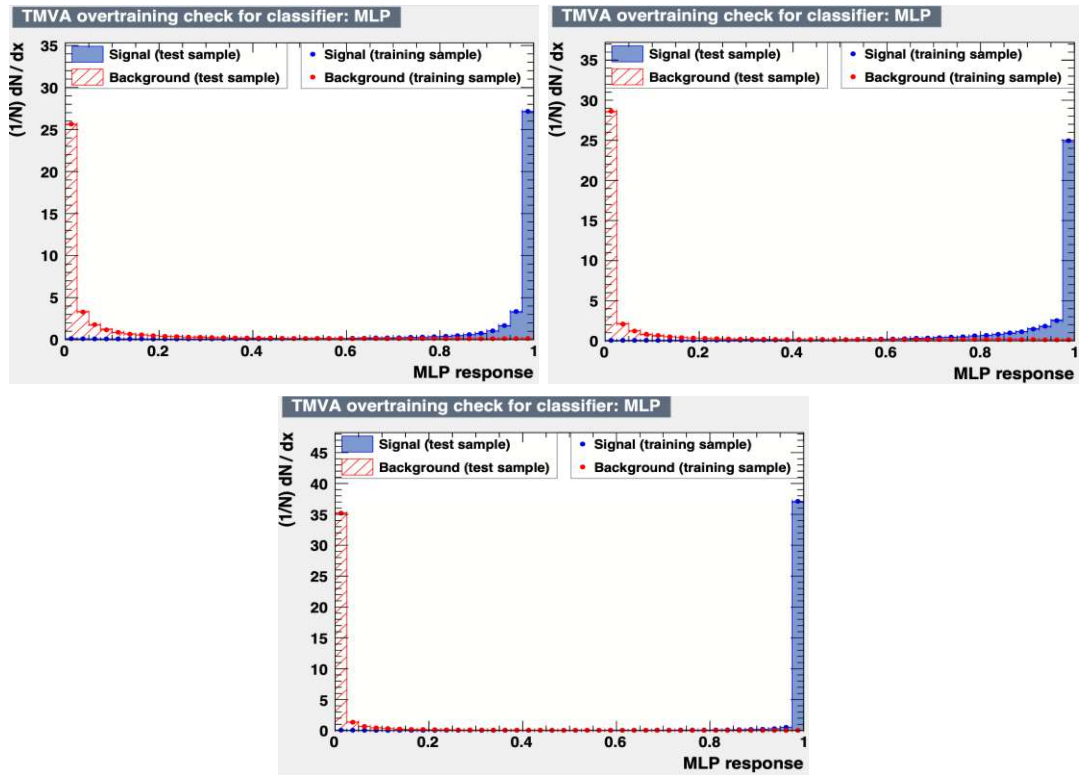 TMVA overtraining check for classifier: MLP
(1/N) dN / dx
35
30
25
20
15
10
5
0
Signal (test sample)
Background (test sample)
Signal (training sample)
Background (training sample)
0 0.2 0.4 0.6 0.8 1
MLP response
TMVA overtraining check for classifier: MLP
(1/N) dN / dx
35
30
25
20
15
10
5
0
Signal (test sample)
Background (test sample)
Signal (training sample)
Background (training sample)
0 0.2 0.4 0.6 0.8 1
MLP response
TMVA overtraining check for classifier: MLP
(1/N) dN / dx
45
40
35
30
25
20
15
10
5
0
Signal (test sample)
Background (test sample)
Signal (training sample)
Background (training sample)
0 0.2 0.4 0.6 0.8 1
MLP response